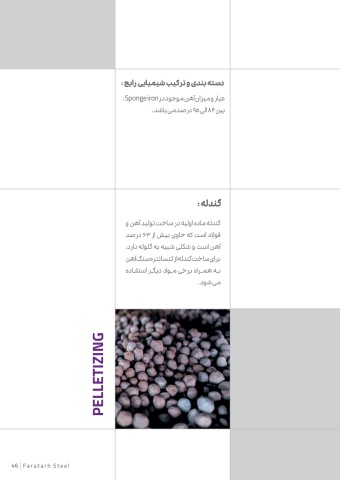 دسته بندی و ترکیب شیمیایی رایج :
عیار و میزان آهن موجود در Sponge iron ،
بین ۸۴ الی ۹۵ درصد می باشد.
گندله :
گندله ماده اولیه در ساخت تولید آهن و
فولاد است که حاوی بیش از ۶۳ درصد
آهن است و شکلی شبیه به گلوله دارد.
برای ساخت گندله از کنسانتره سنگ آهن
به همراه برخی مواد دیگر استفاده
می شود .
PELLETIZING
46 | Faratarh Steel